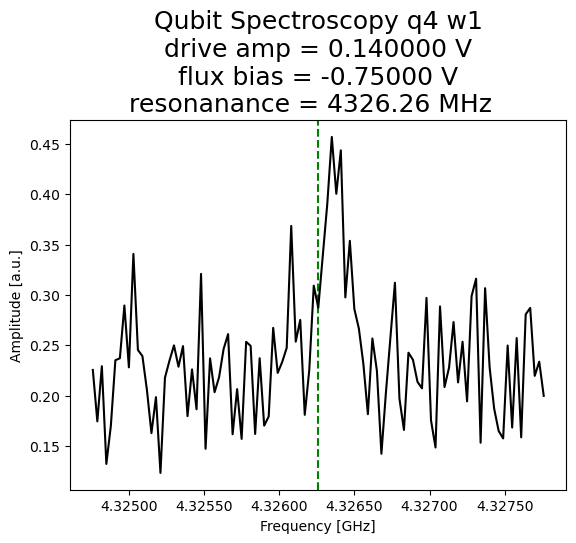 Qubit Spectroscopy q4 w1
drive amp = 0.140000 V
flux bias = -0.75000 V
resonanance = 4326.26 MHz
Amplitude [a.u.]
0.45
0.40
0.35
0.30
0.25
0.20
0.15
4.32500 4.32550 4.32600 4.32650 4.32700 4.32750
Frequency [GHz]